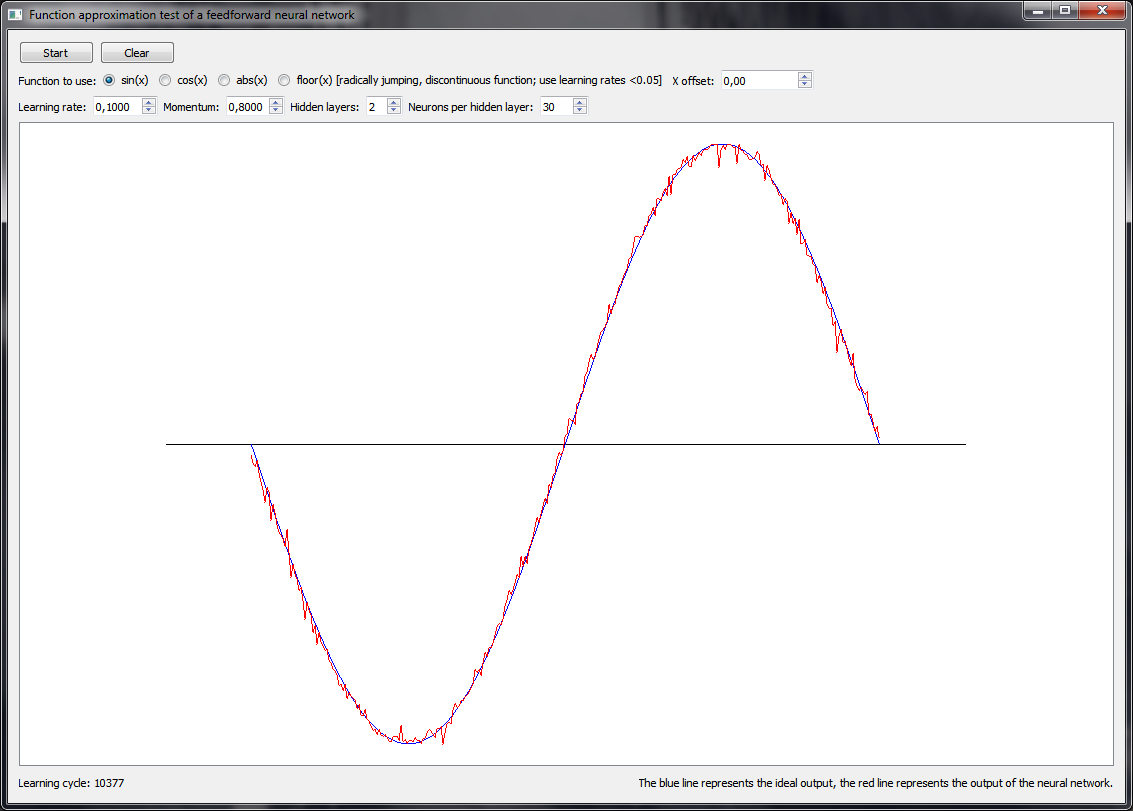 Function approximation test of a feedforward neural network
Start Clear
Function to use: sin(x) cos(x) abs(x) floor(x) [radically jumping, discontinuous function; use learning rates <0.05] X offset: 0,00
Learning rate: 0,1000 Momentum: 0,8000 Hidden layers: 2 Neurons per hidden layer: 30
Learning cycle: 10377 The blue line represents the ideal output, the red line represents the output of the neural network.